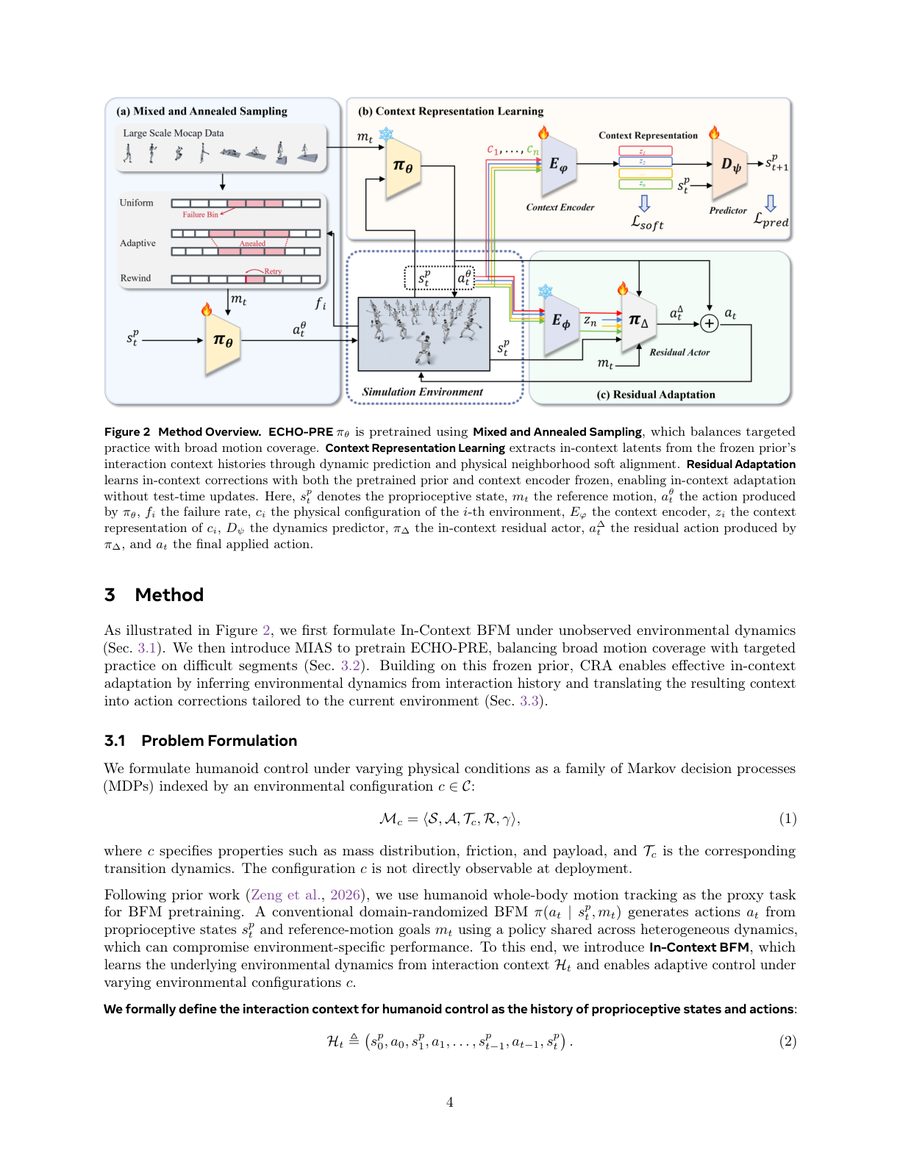 (a) Mixed and Annealed Sampling
Large Scale Mocap Data
Uniform
Failure Bin
Adaptive
Anealed
Rewind
Retry
m_t
f_i
s_t^p
π_θ
a_t^θ
(b) Context Representation Learning
m_t
π_θ
c_1, . . . , c_n
E_φ
Context Encoder
Context Representation
z_1
z_2
z_n
s_t^p
D_ψ
Predictor
s_{t+1}^p
ℒ_soft
ℒ_pred
s_t^p
a_t^θ
s_t^p
Simulation Environment
E_ϕ
z_n
π_Δ
m_t
a_t^Δ
+
a_t
Residual Actor
(c) Residual Adaptation
Figure 2 Method Overview. ECHO-PRE π_θ is pretrained using Mixed and Annealed Sampling, which balances targeted
practice with broad motion coverage. Context Representation Learning extracts in-context latents from the frozen prior's
interaction context histories through dynamic prediction and physical neighborhood soft alignment. Residual Adaptation
learns in-context corrections with both the pretrained prior and context encoder frozen, enabling in-context adaptation
without test-time updates. Here, s_t^p denotes the proprioceptive state, m_t the reference motion, a_t^θ the action produced
by π_θ, f_i the failure rate, c_i the physical configuration of the i-th environment, E_φ the context encoder, z_i the context
representation of c_i, D_ψ the dynamics predictor, π_Δ the in-context residual actor, a_t^Δ the residual action produced by
π_Δ, and a_t the final applied action.
3 Method
As illustrated in Figure 2, we first formulate In-Context BFM under unobserved environmental dynamics
(Sec. 3.1). We then introduce MIAS to pretrain ECHO-PRE, balancing broad motion coverage with targeted
practice on difficult segments (Sec. 3.2). Building on this frozen prior, CRA enables effective in-context
adaptation by inferring environmental dynamics from interaction history and translating the resulting context
into action corrections tailored to the current environment (Sec. 3.3).
3.1 Problem Formulation
We formulate humanoid control under varying physical conditions as a family of Markov decision processes
(MDPs) indexed by an environmental configuration c ∈ 𝒞:
ℳ_c = ⟨𝒮, 𝒜, 𝒯_c, ℛ, γ⟩, (1)
where c specifies properties such as mass distribution, friction, and payload, and 𝒯_c is the corresponding
transition dynamics. The configuration c is not directly observable at deployment.
Following prior work (Zeng et al., 2026), we use humanoid whole-body motion tracking as the proxy task
for BFM pretraining. A conventional domain-randomized BFM π(a_t | s_t^p, m_t) generates actions a_t from
proprioceptive states s_t^p and reference-motion goals m_t using a policy shared across heterogeneous dynamics,
which can compromise environment-specific performance. To this end, we introduce In-Context BFM, which
learns the underlying environmental dynamics from interaction context ℋ_t and enables adaptive control under
varying environmental configurations c.
We formally define the interaction context for humanoid control as the history of proprioceptive states and actions:
ℋ_t ≜ (s_0^p, a_0, s_1^p, a_1, . . . , s_{t−1}^p, a_{t−1}, s_t^p) . (2)
4